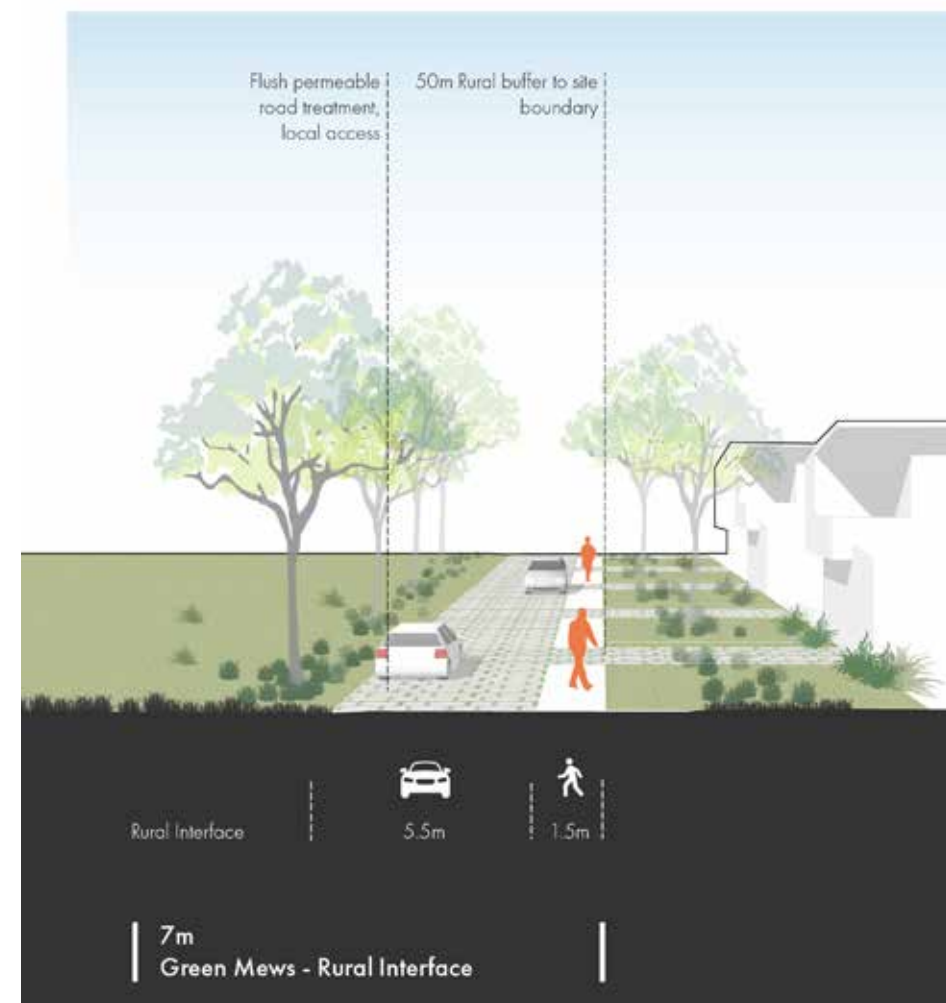 Flush permeable
road treatment,
local access
50m Rural buffer to site
boundary
Rural Interface
5.5m
1.5m
7m
Green Mews - Rural Interface